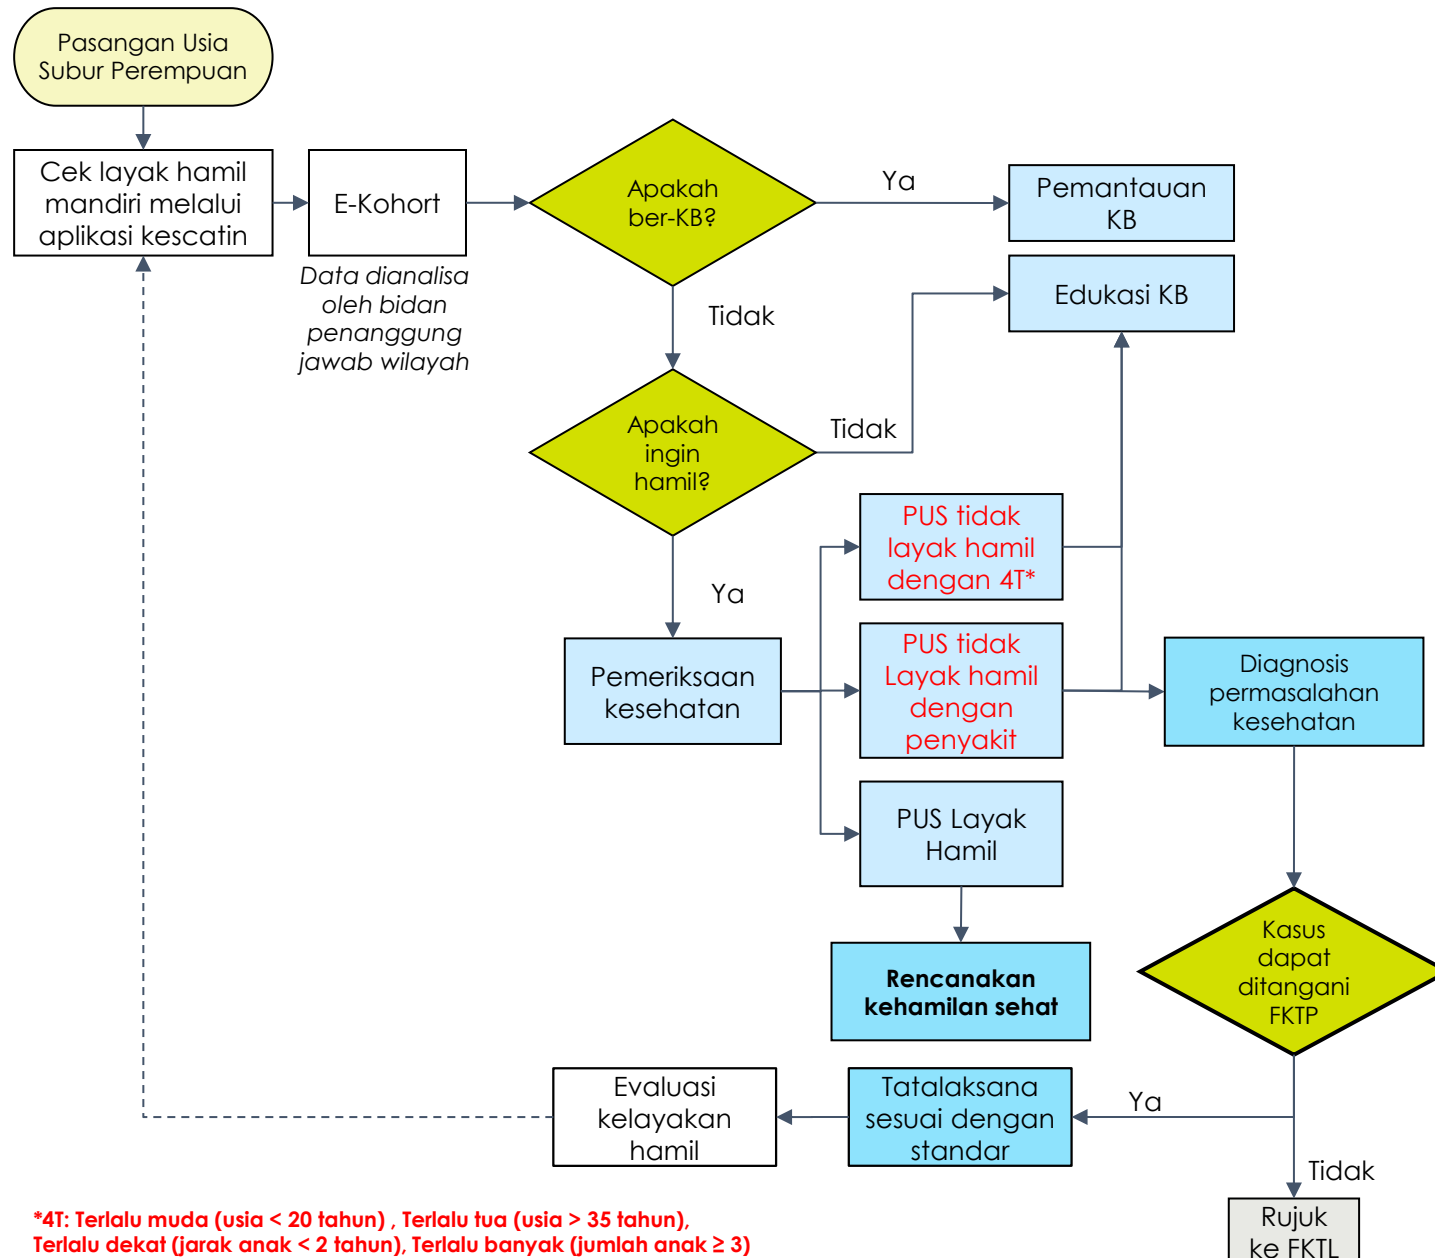 Pasangan Usia
Subur Perempuan
Cek layak hamil
mandiri melalui
aplikasi kescatin
E-Kohort
Data dianalisa
oleh bidan
penanggung
jawab wilayah
Apakah
ber-KB?
Ya
Pemantauan
KB
Tidak
Edukasi KB
Apakah
ingin
hamil?
Tidak
Ya
Pemeriksaan
kesehatan
PUS tidak
layak hamil
dengan 4T*
PUS tidak
Layak hamil
dengan
penyakit
PUS Layak
Hamil
Rencanakan
kehamilan sehat
Diagnosis
permasalahan
kesehatan
Kasus
dapat
ditangani
FKTP
Ya
Tatalaksana
sesuai dengan
standar
Evaluasi
kelayakan
hamil
Tidak
Rujuk
ke FKTL
*4T: Terlalu muda (usia < 20 tahun) , Terlalu tua (usia > 35 tahun),
Terlalu dekat (jarak anak < 2 tahun), Terlalu banyak (jumlah anak ≥ 3)